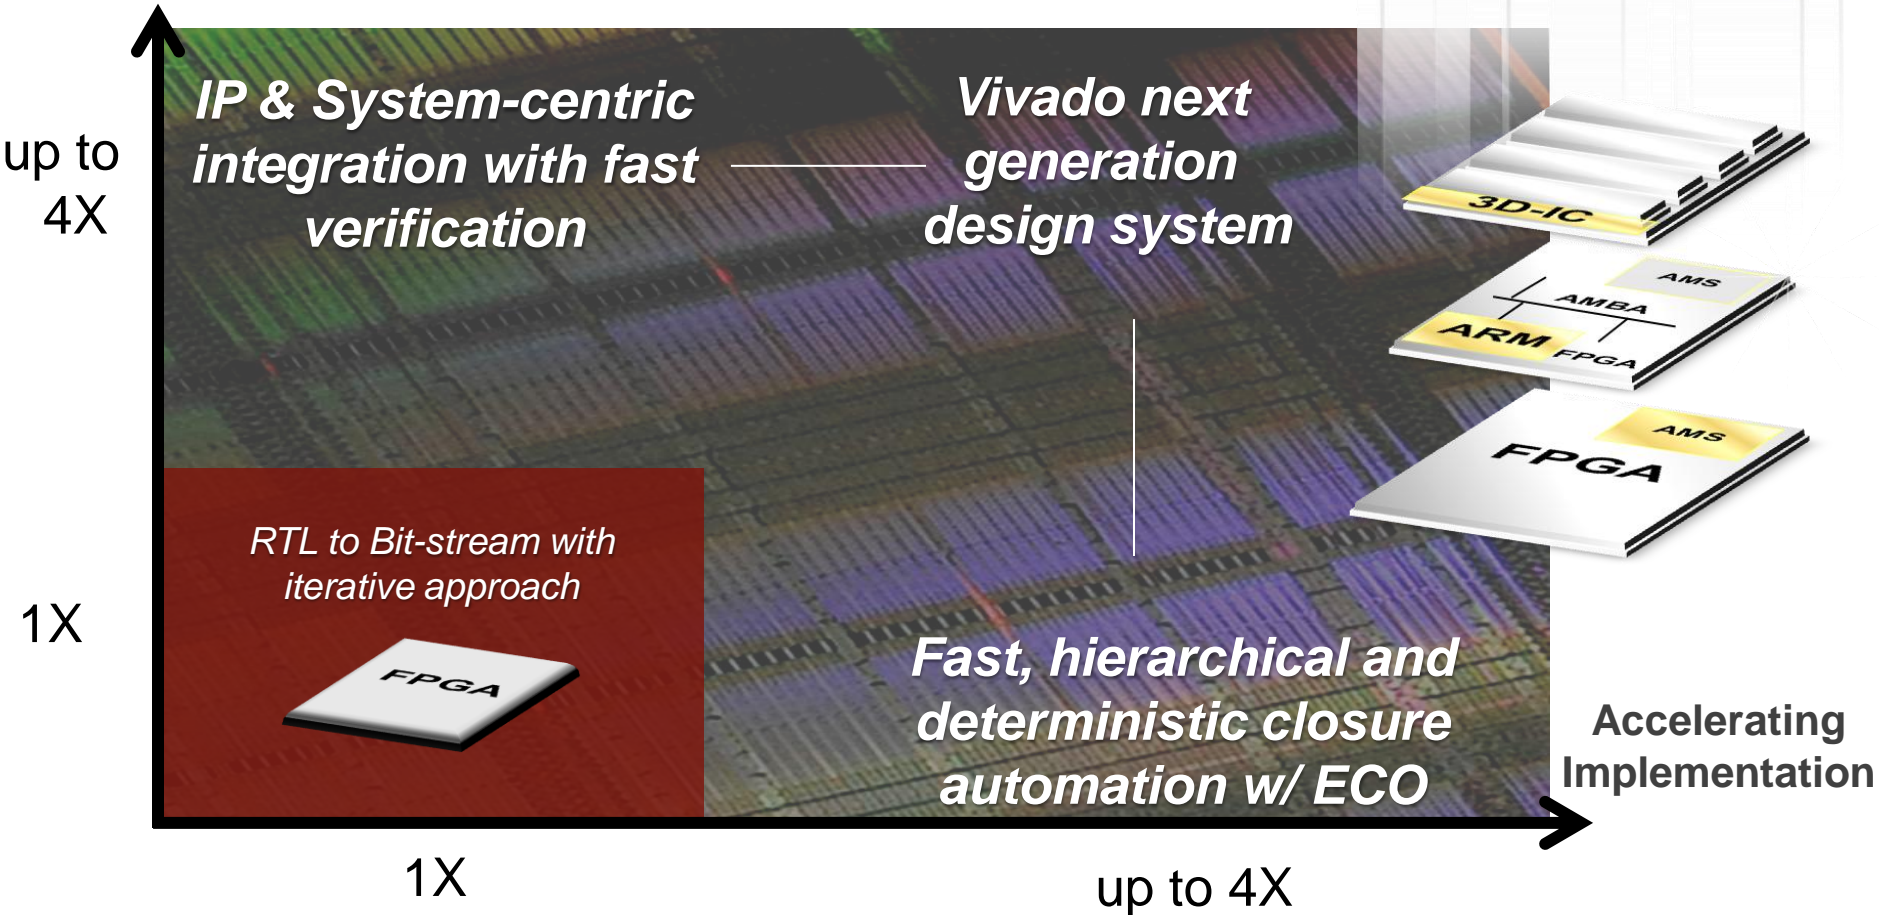 IP & System-centric
integration with fast
verification
Vivado next
generation
design system
up to
4X
3D-IC
AMS
AMBA
ARM
FPGA
AMS
FPGA
RTL to Bit-stream with
iterative approach
1X
FPGA
Fast, hierarchical and
deterministic closure
automation w/ ECO
Accelerating
Implementation
1X
up to 4X